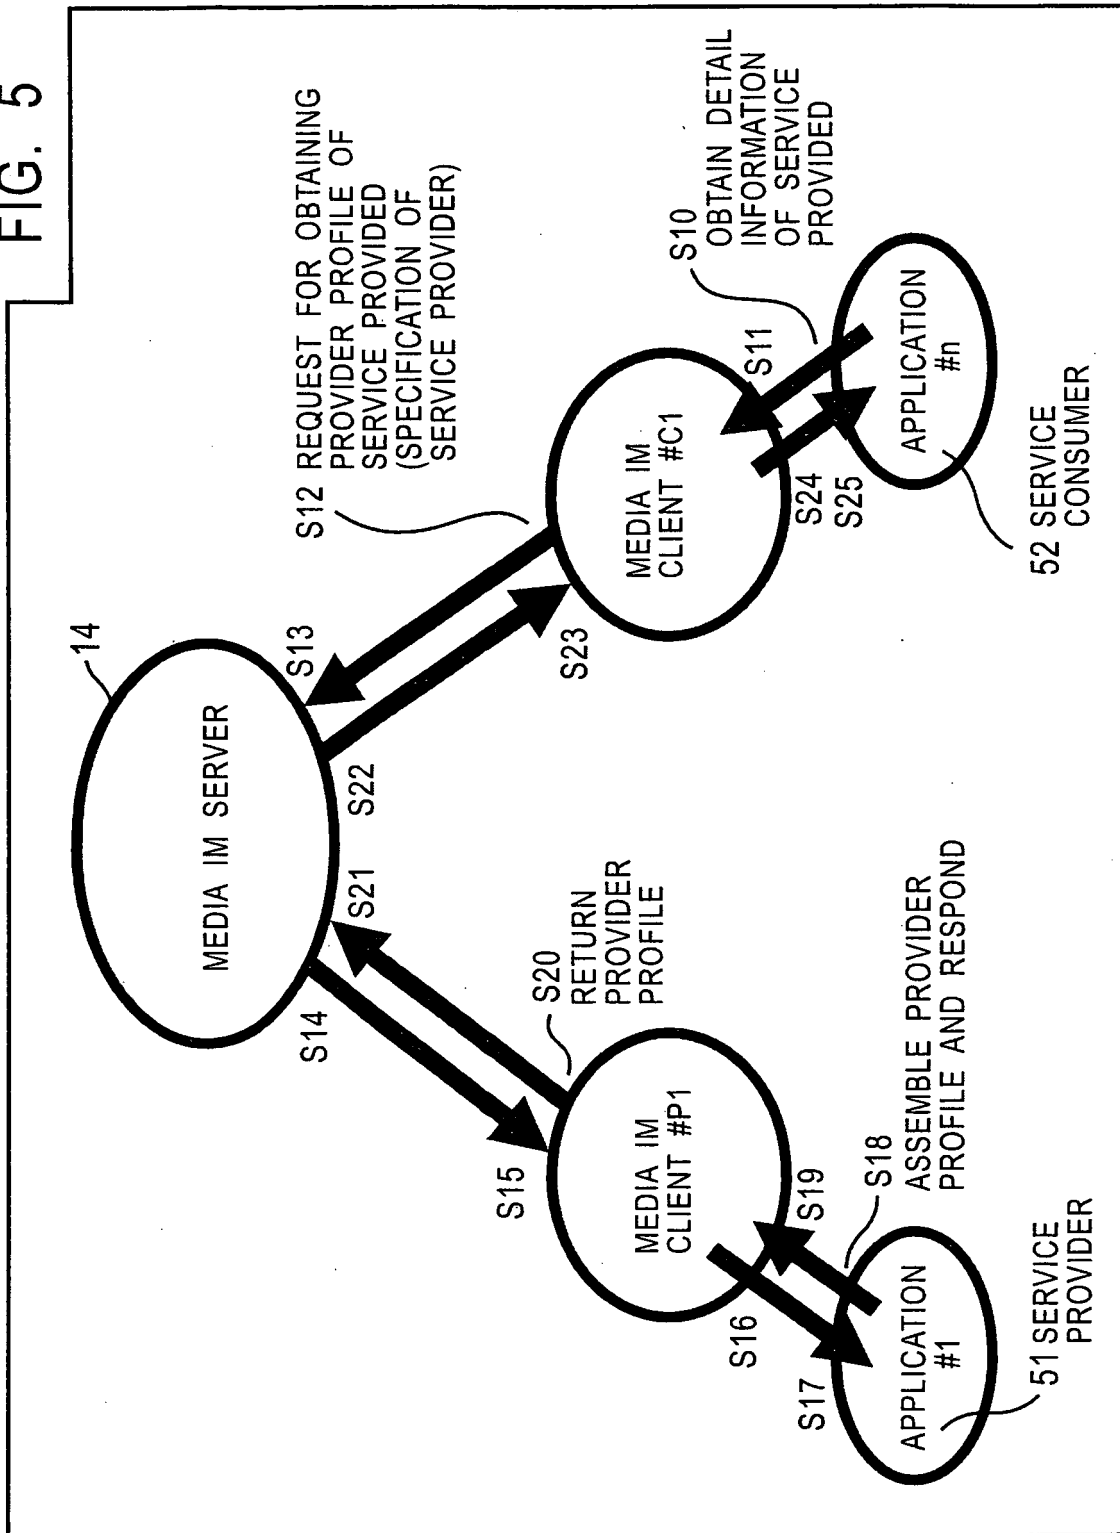 FIG. 5
14
MEDIA IM SERVER
S14
S21
S22
S13
S12 REQUEST FOR OBTAINING
PROVIDER PROFILE OF
SERVICE PROVIDED
(SPECIFICATION OF
SERVICE PROVIDER)
S15
S20
RETURN
PROVIDER
PROFILE
S23
MEDIA IM
CLIENT #P1
MEDIA IM
CLIENT #C1
S10
OBTAIN DETAIL
INFORMATION
OF SERVICE
PROVIDED
S16
S19
S24
S25
S11
S17
S18
ASSEMBLE PROVIDER
PROFILE AND RESPOND
APPLICATION
#1
APPLICATION
#n
51 SERVICE
PROVIDER
52 SERVICE
CONSUMER